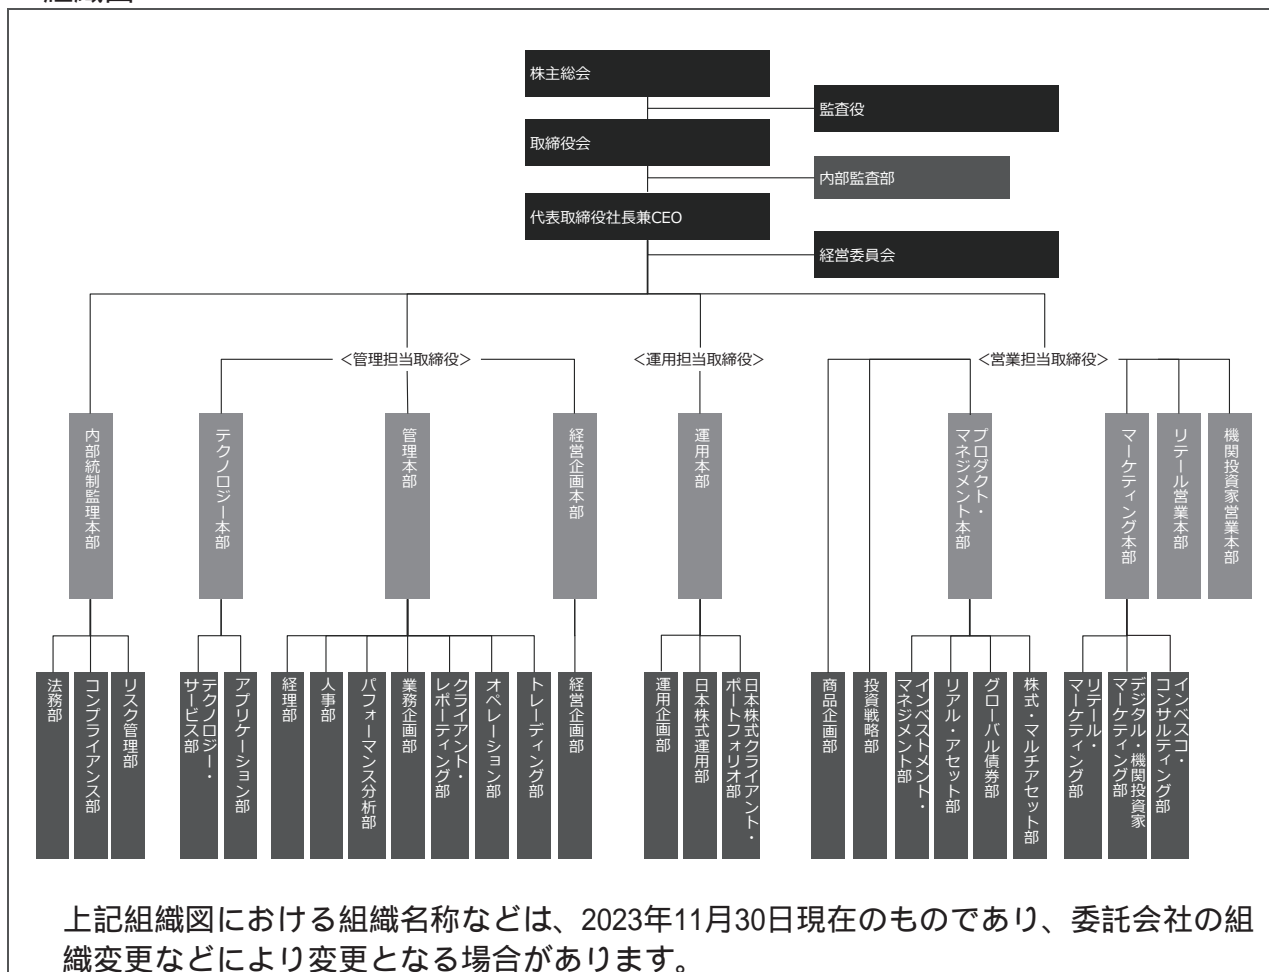 株主総会
監査役
取締役会
内部監査部
代表取締役社長兼CEO
経営委員会
＜管理担当取締役＞
＜運用担当取締役＞
＜営業担当取締役＞
内部統制監理本部
テクノロジー本部
管理本部
経営企画本部
運用本部
プロダクト・
マネジメント本部
マーケティング本部
リテール営業本部
機関投資家営業本部
法務部
コンプライアンス部
リスク管理部
テクノロジー・
サービス部
アプリケーション部
経理部
人事部
パフォーマンス分析部
業務企画部
クライアント・
レポーティング部
オペレーション部
トレーディング部
経営企画部
運用企画部
日本株式運用部
日本株式クライアント・
ポートフォリオ部
商品企画部
投資戦略部
インベストメント・
マネジメント部
リアル・アセット部
グローバル債券部
株式・マルチアセット部
リテール・
マーケティング部
デジタル・機関投資家
マーケティング部
インベスコ・
コンサルティング部
上記組織図における組織名称などは、2023年11月30日現在のものであり、委託会社の組
織変更などにより変更となる場合があります。